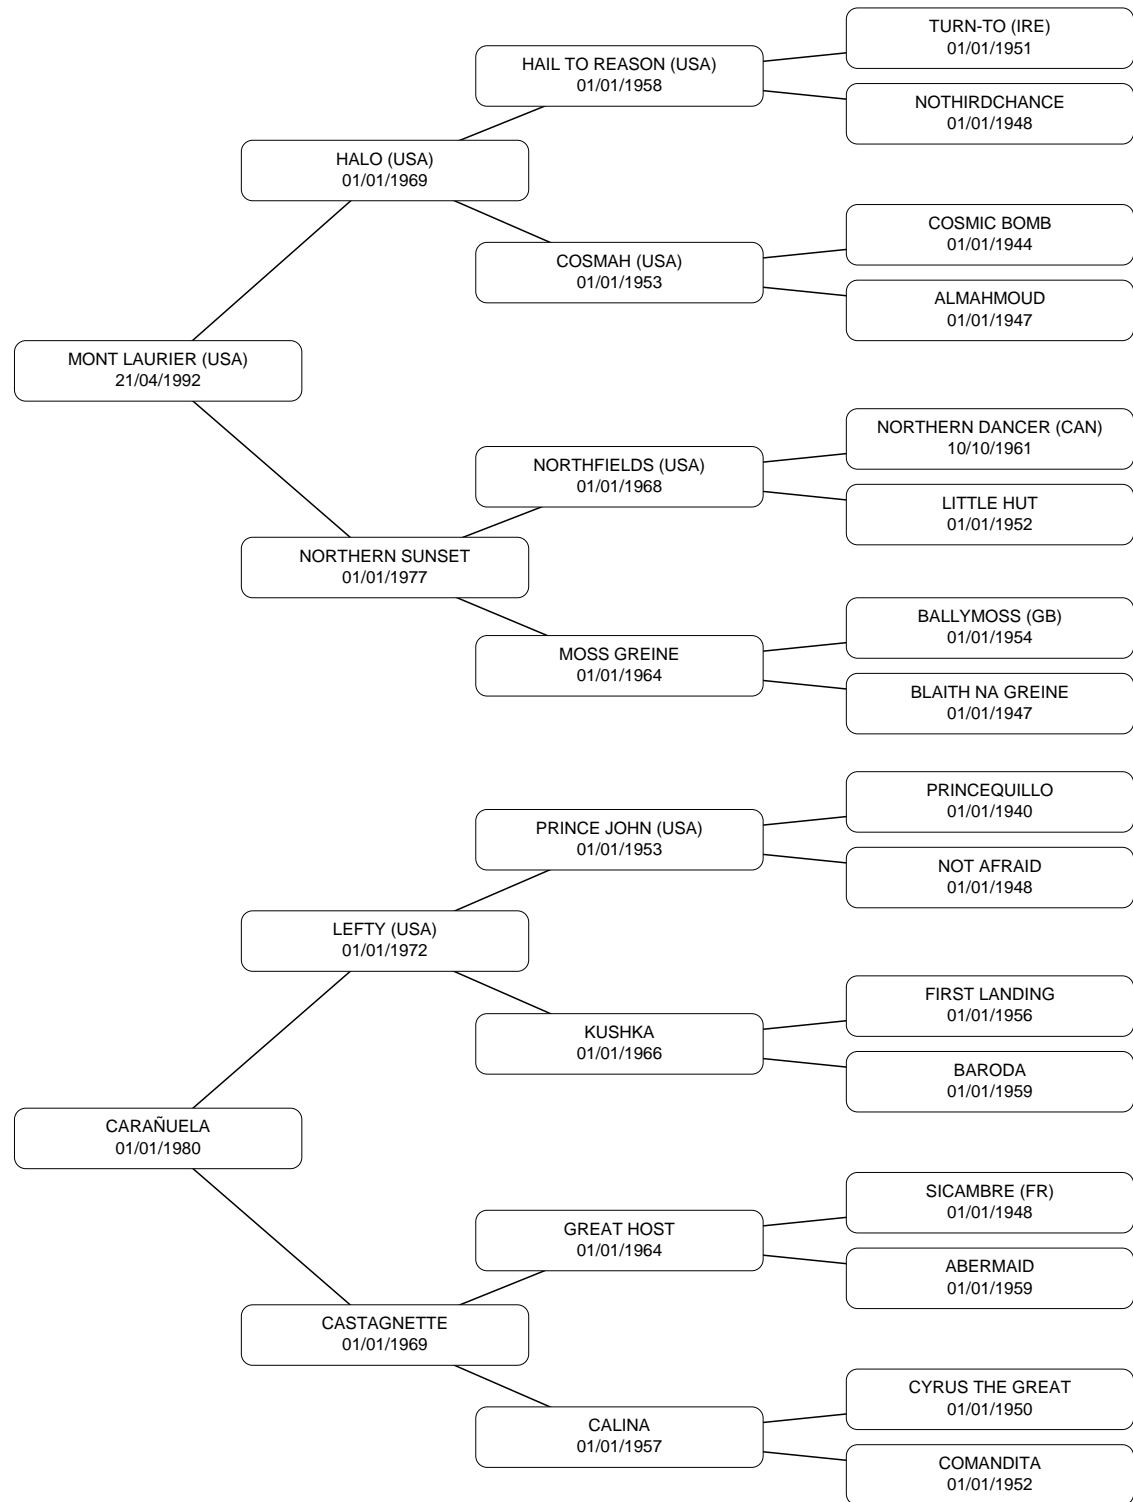 TURN-TO (IRE)
01/01/1951
HAIL TO REASON (USA)
01/01/1958
NOTHIRDCHANCE
01/01/1948
HALO (USA)
01/01/1969
COSMIC BOMB
01/01/1944
COSMAH (USA)
01/01/1953
ALMAHMOUD
01/01/1947
MONT LAURIER (USA)
21/04/1992
NORTHERN DANCER (CAN)
10/10/1961
NORTHFIELDS (USA)
01/01/1968
LITTLE HUT
01/01/1952
NORTHERN SUNSET
01/01/1977
BALLYMOSS (GB)
01/01/1954
MOSS GREINE
01/01/1964
BLAITH NA GREINE
01/01/1947
PRINCEQUILLO
01/01/1940
PRINCE JOHN (USA)
01/01/1953
NOT AFRAID
01/01/1948
LEFTY (USA)
01/01/1972
FIRST LANDING
01/01/1956
KUSHKA
01/01/1966
BARODA
01/01/1959
CARAÑUELA
01/01/1980
SICAMBRE (FR)
01/01/1948
GREAT HOST
01/01/1964
ABERMAID
01/01/1959
CASTAGNETTE
01/01/1969
CYRUS THE GREAT
01/01/1950
CALINA
01/01/1957
COMANDITA
01/01/1952